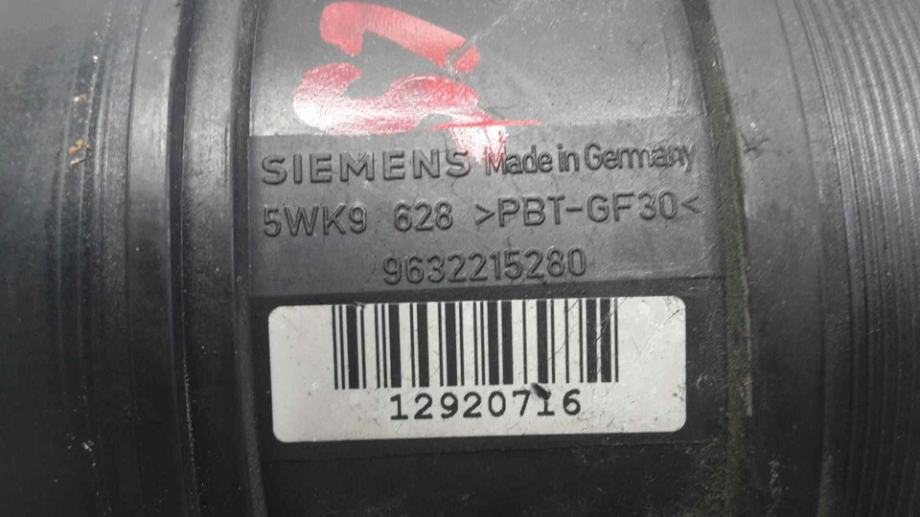 SIEMENS Made in Germany
5WK9 628 >PBT-GF30<
9632215280
12920716